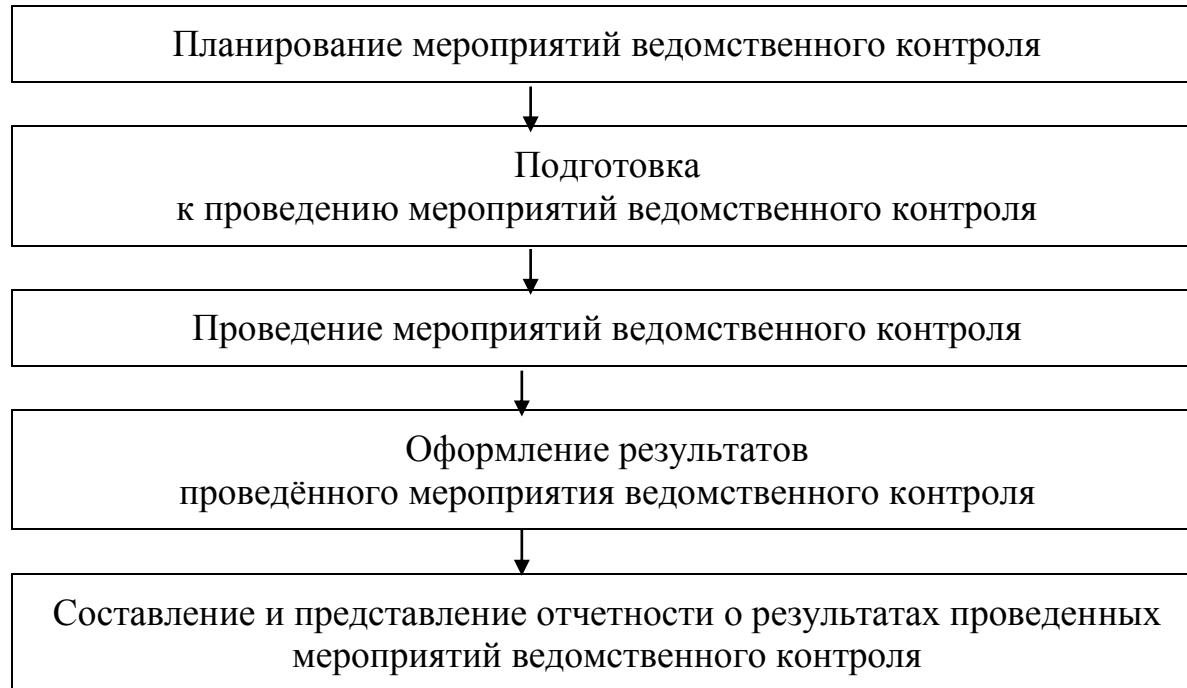 Планирование мероприятий ведомственного контроля
Подготовка
к проведению мероприятий ведомственного контроля
Проведение мероприятий ведомственного контроля
Оформление результатов
проведённого мероприятия ведомственного контроля
Составление и представление отчетности о результатах проведенных
мероприятий ведомственного контроля